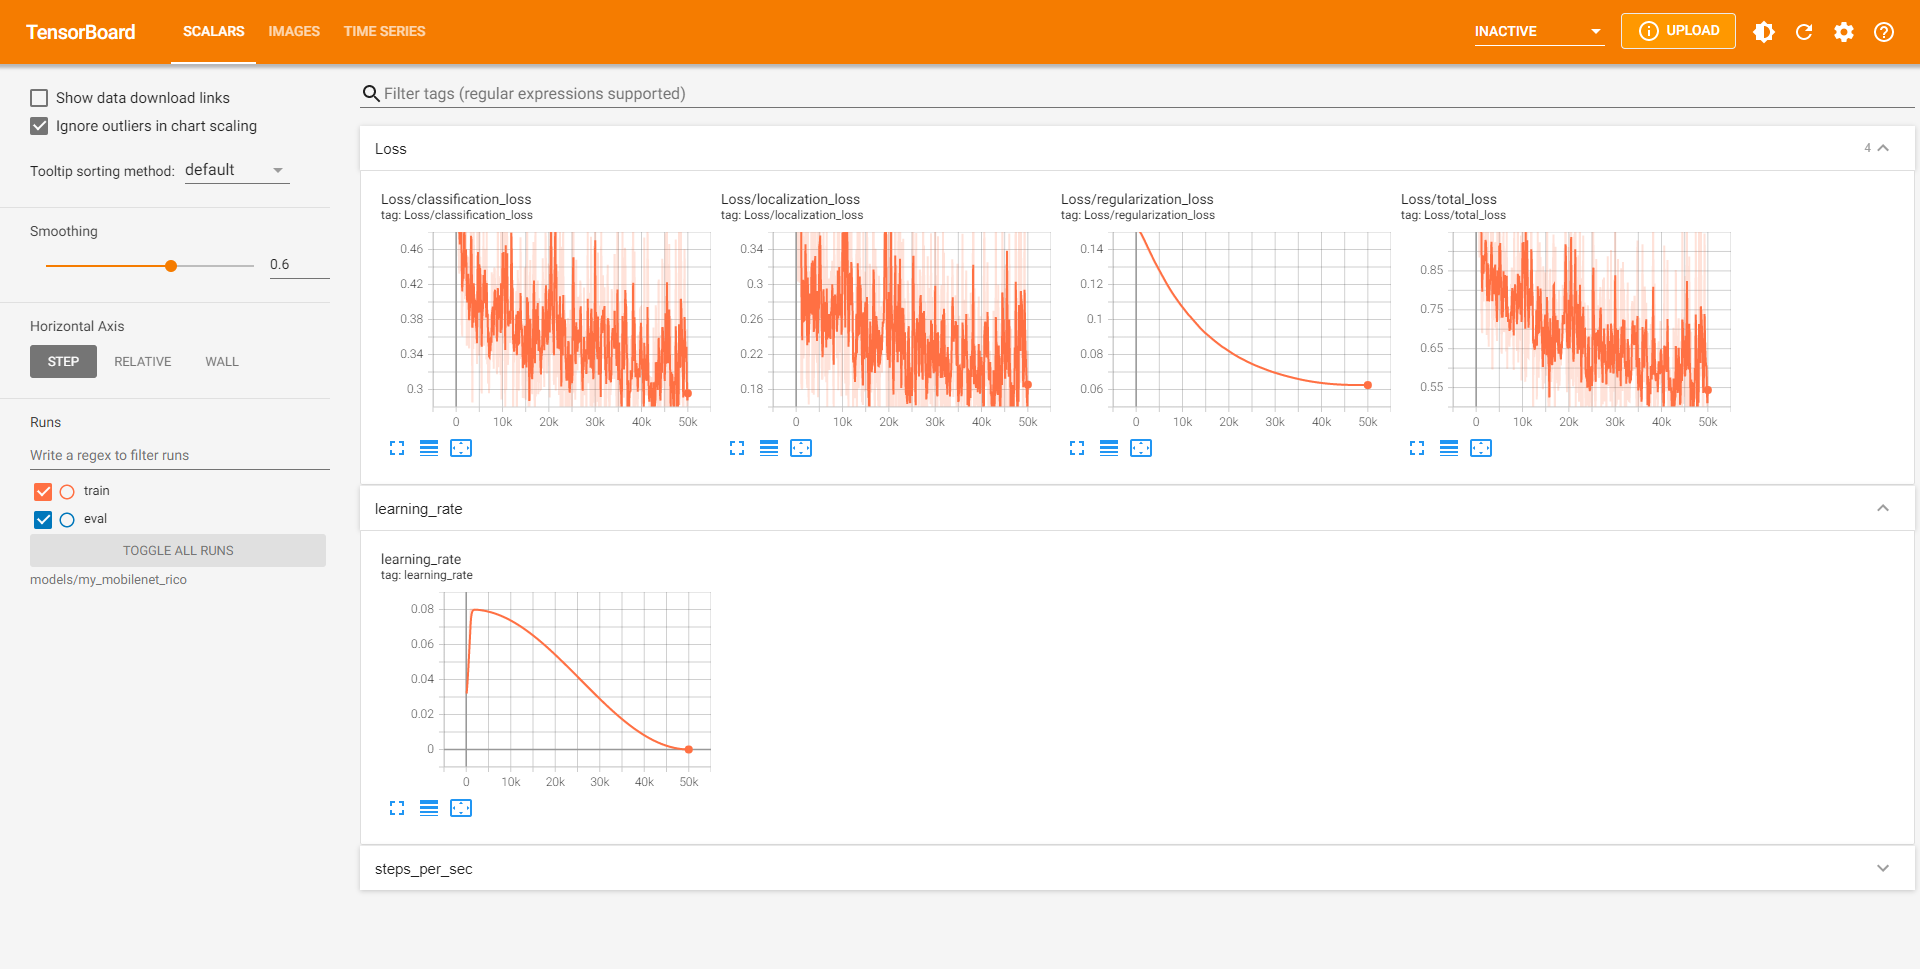 TensorBoard
SCALARS IMAGES TIME SERIES
INACTIVE
UPLOAD
Show data download links
Ignore outliers in chart scaling
Tooltip sorting method: default
Smoothing
0.6
Horizontal Axis
STEP RELATIVE WALL
Runs
Write a regex to filter runs
train
eval
TOGGLE ALL RUNS
models/my_mobilenet_rico
Filter tags (regular expressions supported)
Loss
4
Loss/classification_loss
tag: Loss/classification_loss
0.46
0.42
0.38
0.34
0.3
0 10k 20k 30k 40k 50k
Loss/localization_loss
tag: Loss/localization_loss
0.34
0.3
0.26
0.22
0.18
0 10k 20k 30k 40k 50k
Loss/regularization_loss
tag: Loss/regularization_loss
0.14
0.12
0.1
0.08
0.06
0 10k 20k 30k 40k 50k
Loss/total_loss
tag: Loss/total_loss
0.85
0.75
0.65
0.55
0 10k 20k 30k 40k 50k
learning_rate
learning_rate
tag: learning_rate
0.08
0.06
0.04
0.02
0
0 10k 20k 30k 40k 50k
steps_per_sec